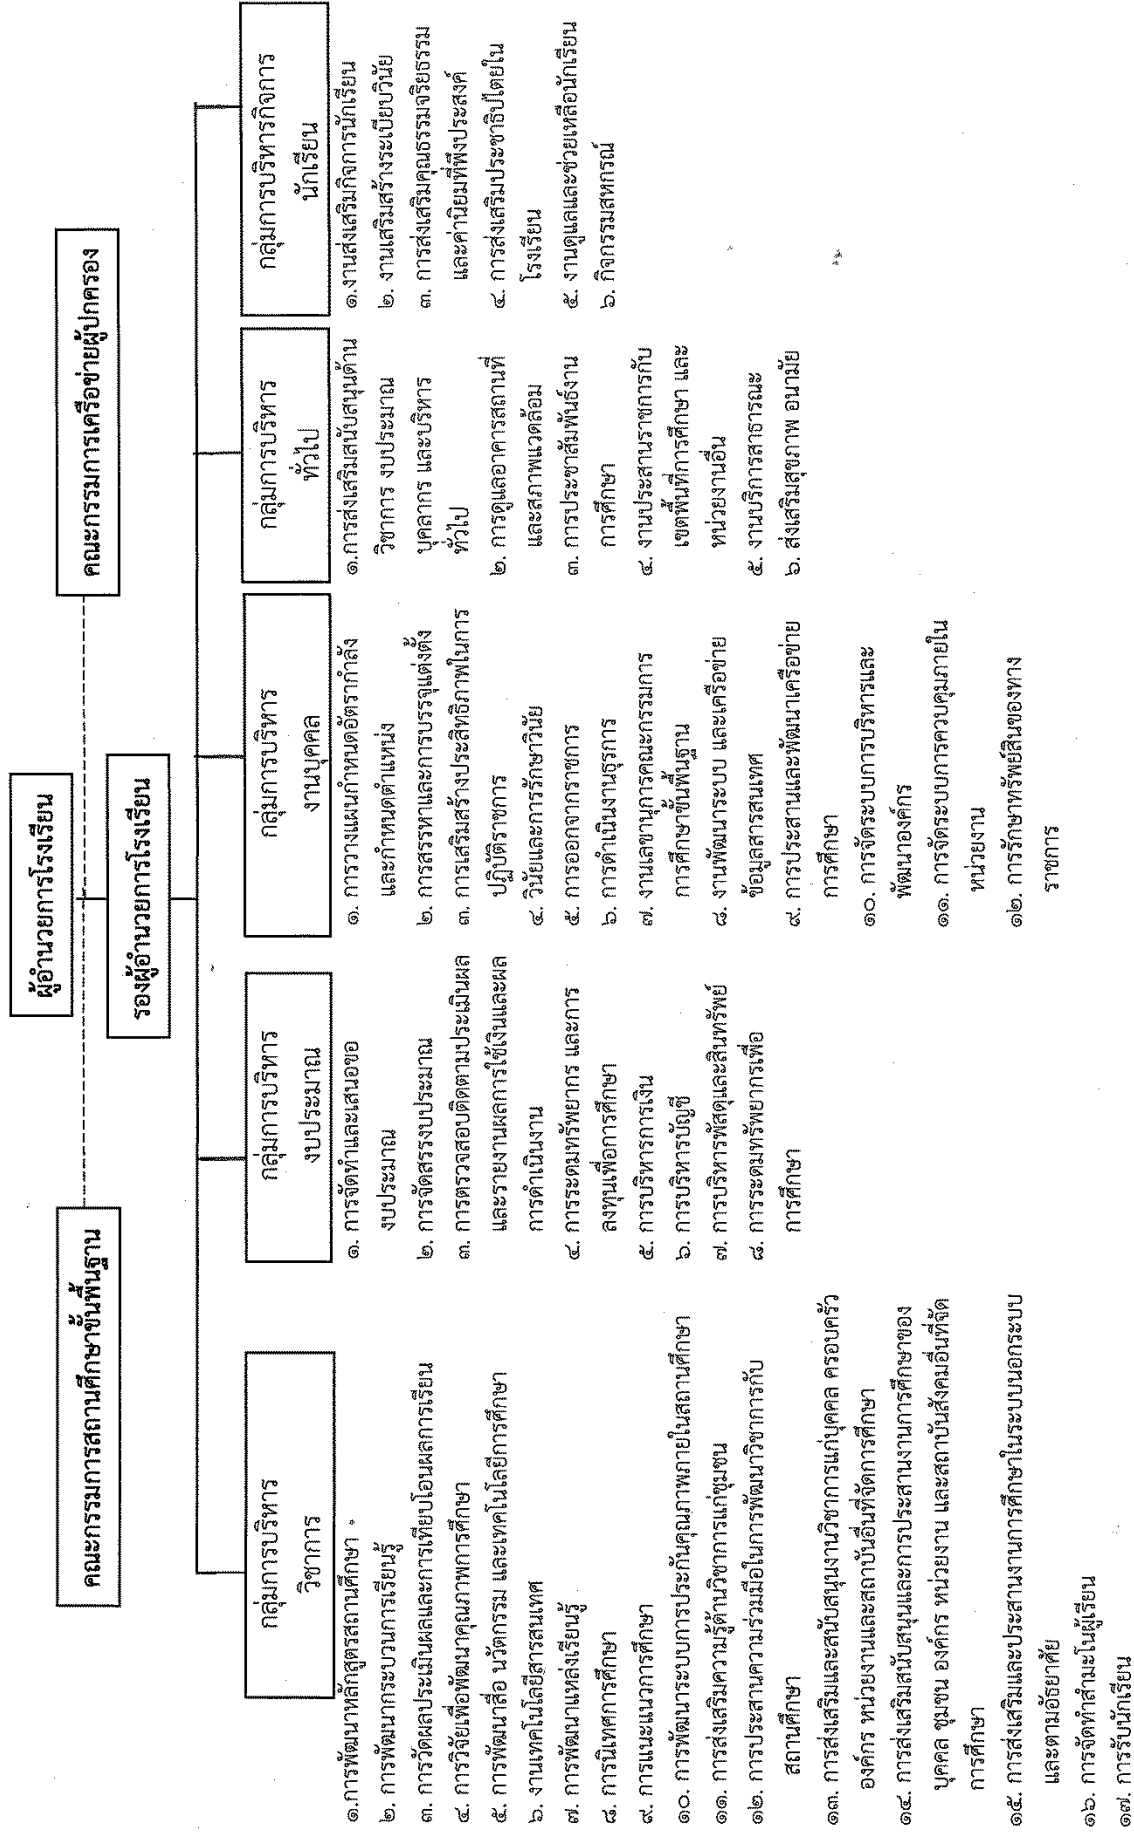 ผู้อำนวยการโรงเรียน
คณะกรรมการสถานศึกษาขั้นพื้นฐาน
คณะกรรมการเครือข่ายผู้ปกครอง
รองผู้อำนวยการโรงเรียน
กลุ่มการบริหาร
วิชาการ
๑.การพัฒนาหลักสูตรสถานศึกษา
๒. การพัฒนากระบวนการเรียนรู้
๓. การวัดผลประเมินผลและการเทียบโอนผลการเรียน
๔. การวิจัยเพื่อพัฒนาคุณภาพการศึกษา
๕. การพัฒนาสื่อ นวัตกรรม และเทคโนโลยีการศึกษา
๖. งานเทคโนโลยีสารสนเทศ
๗. การพัฒนาแหล่งเรียนรู้
๘. การนิเทศการศึกษา
๙. การแนะแนวการศึกษา
๑๐. การพัฒนาระบบการประกันคุณภาพภายในสถานศึกษา
๑๑. การส่งเสริมความรู้ด้านวิชาการแก่ชุมชน
๑๒. การประสานความร่วมมือในการพัฒนาวิชาการกับ
สถานศึกษา
๑๓. การส่งเสริมและสนับสนุนงานวิชาการแก่บุคคล ครอบครัว
องค์กร หน่วยงานและสถาบันอื่นที่จัดการศึกษา
๑๔. การส่งเสริมสนับสนุนและการประสานงานการศึกษาของ
บุคคล ชุมชน องค์กร หน่วยงาน และสถาบันสังคมอื่นที่จัด
การศึกษา
๑๕. การส่งเสริมและประสานงานการศึกษาในระบบนอกระบบ
และตามอัธยาศัย
๑๖. การจัดทำสำมะโนผู้เรียน
๑๗. การรับนักเรียน
กลุ่มการบริหาร
งบประมาณ
๑. การจัดทำและเสนอขอ
งบประมาณ
๒. การจัดสรรงบประมาณ
๓. การตรวจสอบติดตามประเมินผล
และรายงานผลการใช้เงินและผล
การดำเนินงาน
๔. การระดมทรัพยากร และการ
ลงทุนเพื่อการศึกษา
๕. การบริหารการเงิน
๖. การบริหารบัญชี
๗. การบริหารพัสดุและสินทรัพย์
๘. การระดมทรัพยากรเพื่อ
การศึกษา
กลุ่มการบริหาร
งานบุคคล
๑. การวางแผนกำหนดอัตรากำลัง
และกำหนดตำแหน่ง
๒. การสรรหาและการบรรจุแต่งตั้ง
๓. การเสริมสร้างประสิทธิภาพในการ
ปฏิบัติราชการ
๔. วินัยและการรักษาวินัย
๕. การออกจากราชการ
๖. การดำเนินงานธุรการ
๗. งานเลขานุการคณะกรรมการ
การศึกษาขั้นพื้นฐาน
๘. งานพัฒนาระบบ และเครือข่าย
ข้อมูลสารสนเทศ
๙. การประสานและพัฒนาเครือข่าย
การศึกษา
๑๐. การจัดระบบการบริหารและ
พัฒนาองค์กร
๑๑. การจัดระบบการควบคุมภายใน
หน่วยงาน
๑๒. การรักษาทรัพย์สินของทาง
ราชการ
กลุ่มการบริหาร
ทั่วไป
๑.การส่งเสริมสนับสนุนด้าน
วิชาการ งบประมาณ
บุคลากร และบริหาร
ทั่วไป
๒. การดูแลอาคารสถานที่
และสภาพแวดล้อม
๓. การประชาสัมพันธ์งาน
การศึกษา
๔. งานประสานราชการกับ
เขตพื้นที่การศึกษา และ
หน่วยงานอื่น
๕. งานบริการสาธารณะ
๖. ส่งเสริมสุขภาพ อนามัย
กลุ่มการบริหารกิจการ
นักเรียน
๑.งานส่งเสริมกิจการนักเรียน
๒. งานเสริมสร้างระเบียบวินัย
๓. การส่งเสริมคุณธรรมจริยธรรม
และค่านิยมที่พึงประสงค์
๔. การส่งเสริมประชาธิปไตยใน
โรงเรียน
๕. งานดูแลและช่วยเหลือนักเรียน
๖. กิจกรรมสหกรณ์